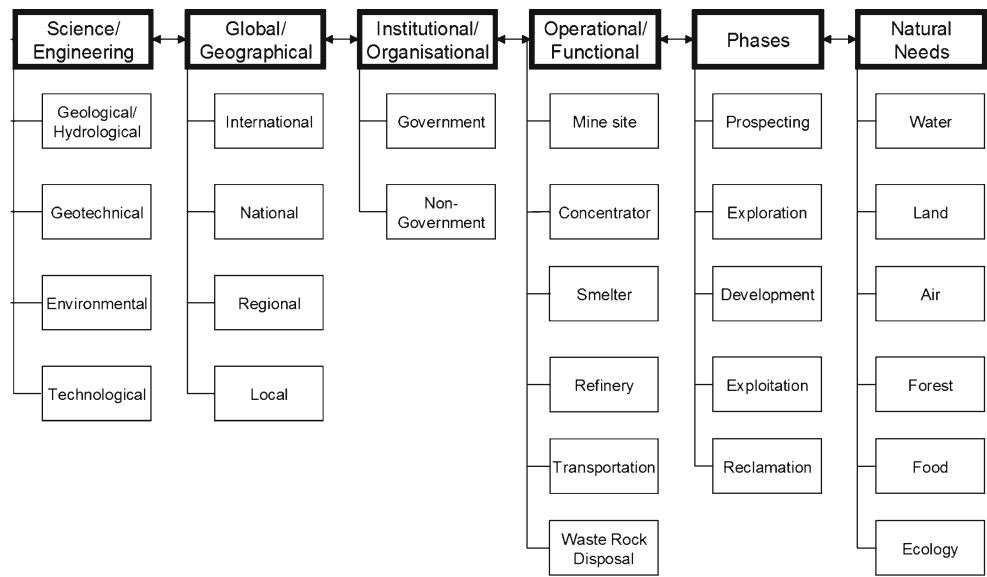 Science/
Engineering
Global/
Geographical
Institutional/
Organisational
Operational/
Functional
Phases
Natural
Needs
Geological/
Hydrological
Geotechnical
Environmental
Technological
International
National
Regional
Local
Government
Non-
Government
Mine site
Concentrator
Smelter
Refinery
Transportation
Waste Rock
Disposal
Prospecting
Exploration
Development
Exploitation
Reclamation
Water
Land
Air
Forest
Food
Ecology